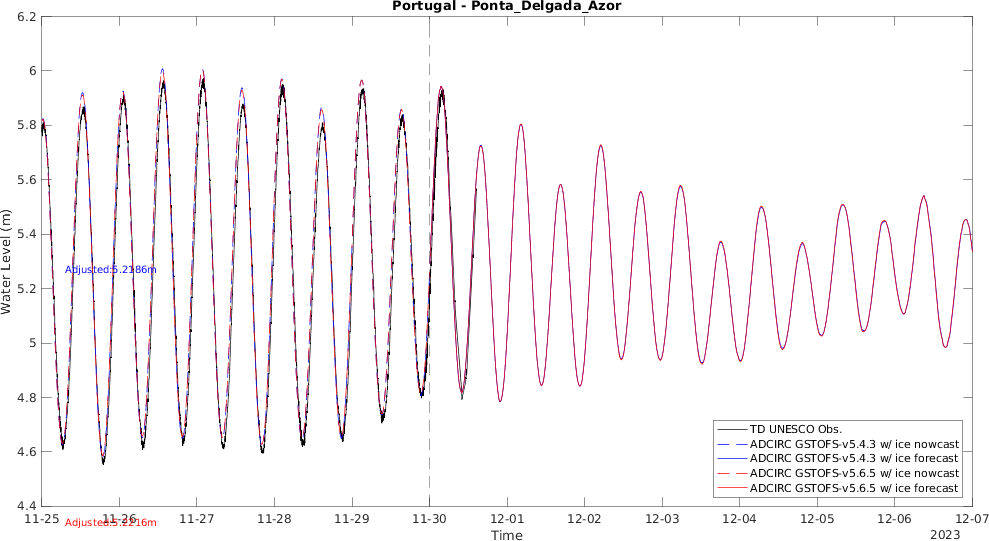 Portugal - Ponta_Delgada_Azor
6.2
6
5.8
5.6
5.4
5.2
5
4.8
4.6
4.4
Water Level (m)
Adjusted:5.2186m
Adjusted:5.2216m
TD UNESCO Obs.
ADCIRC GSTOFS-v5.4.3 w/ ice nowcast
ADCIRC GSTOFS-v5.4.3 w/ ice forecast
ADCIRC GSTOFS-v5.6.5 w/ ice nowcast
ADCIRC GSTOFS-v5.6.5 w/ ice forecast
11-25 11-26 11-27 11-28 11-29 11-30 12-01 12-02 12-03 12-04 12-05 12-06 12-07
Time
2023